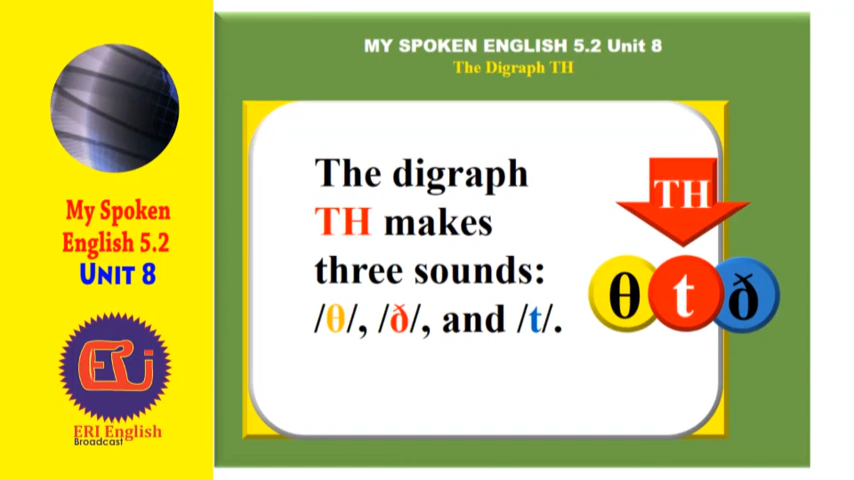 MY SPOKEN ENGLISH 5.2 Unit 8
The Digraph TH
My Spoken
English 5.2
UNIT 8
ERI
ERI English
Broadcast
The digraph
TH makes
three sounds:
/θ/, /ð/, and /t/.
TH
θ t ð